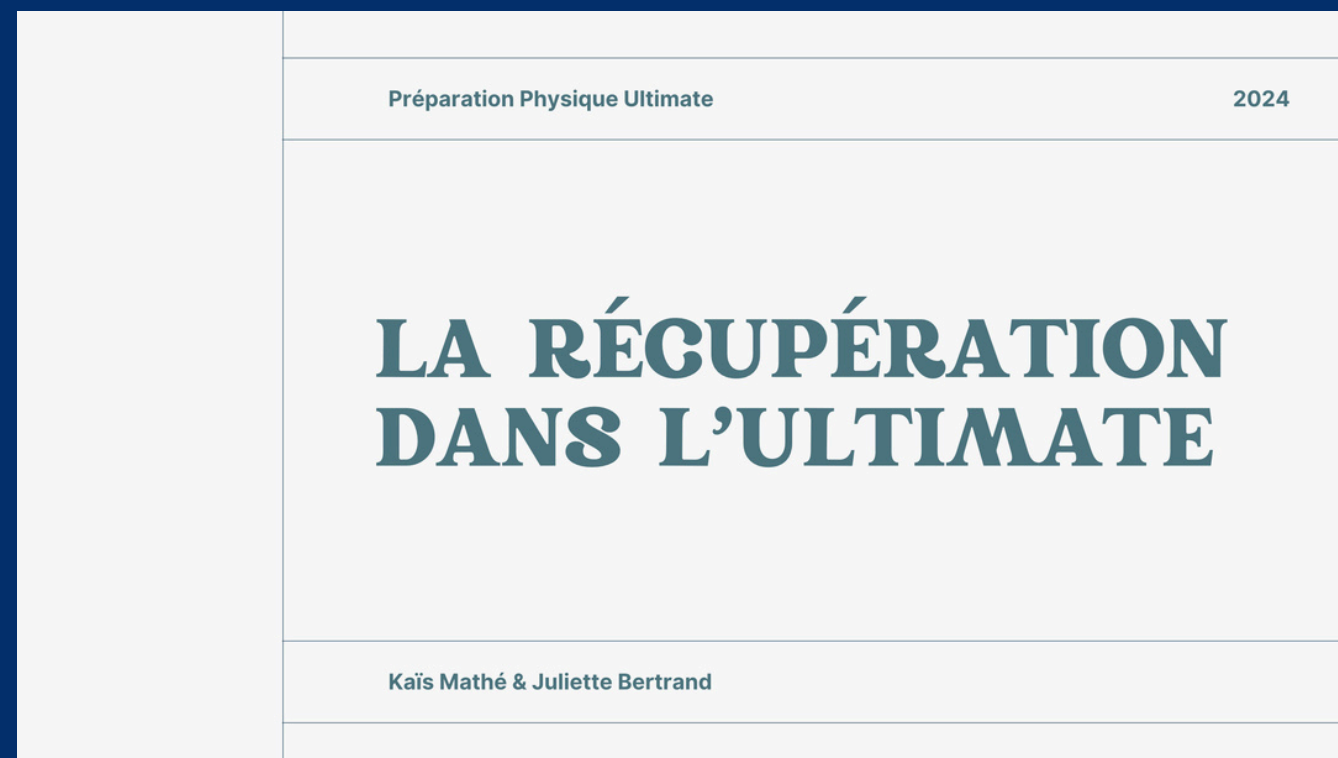 Préparation Physique Ultimate 2024
LA RÉCUPÉRATION
DANS L’ULTIMATE
Kaïs Mathé & Juliette Bertrand